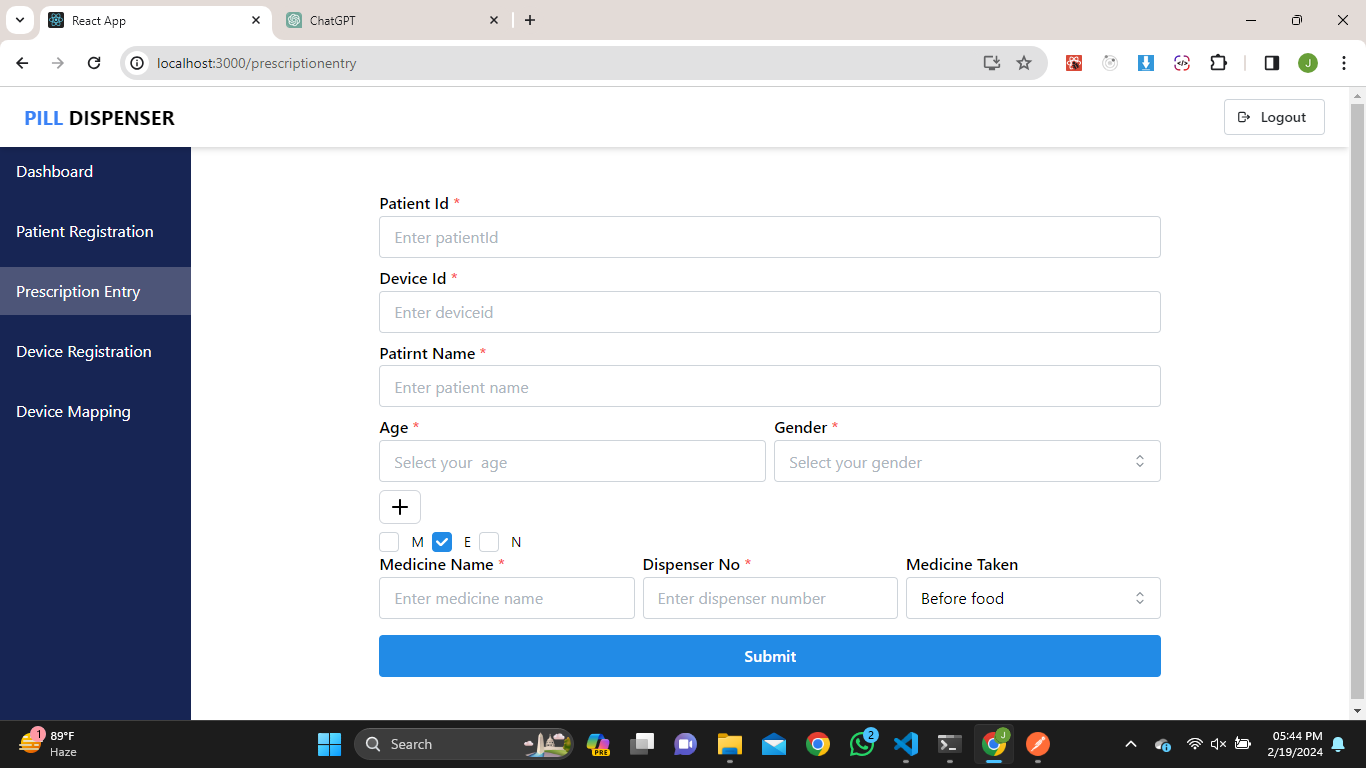 React App
ChatGPT
localhost:3000/prescriptionentry
J
PILL DISPENSER
Logout
Dashboard
Patient Registration
Prescription Entry
Device Registration
Device Mapping
Patient Id *
Enter patientId
Device Id *
Enter deviceid
Patirnt Name *
Enter patient name
Age * Gender *
Select your age Select your gender
M E N
Medicine Name * Dispenser No * Medicine Taken
Enter medicine name Enter dispenser number Before food
Submit
1
89°F
Haze
Search
PRE
2
J
05:44 PM
2/19/2024